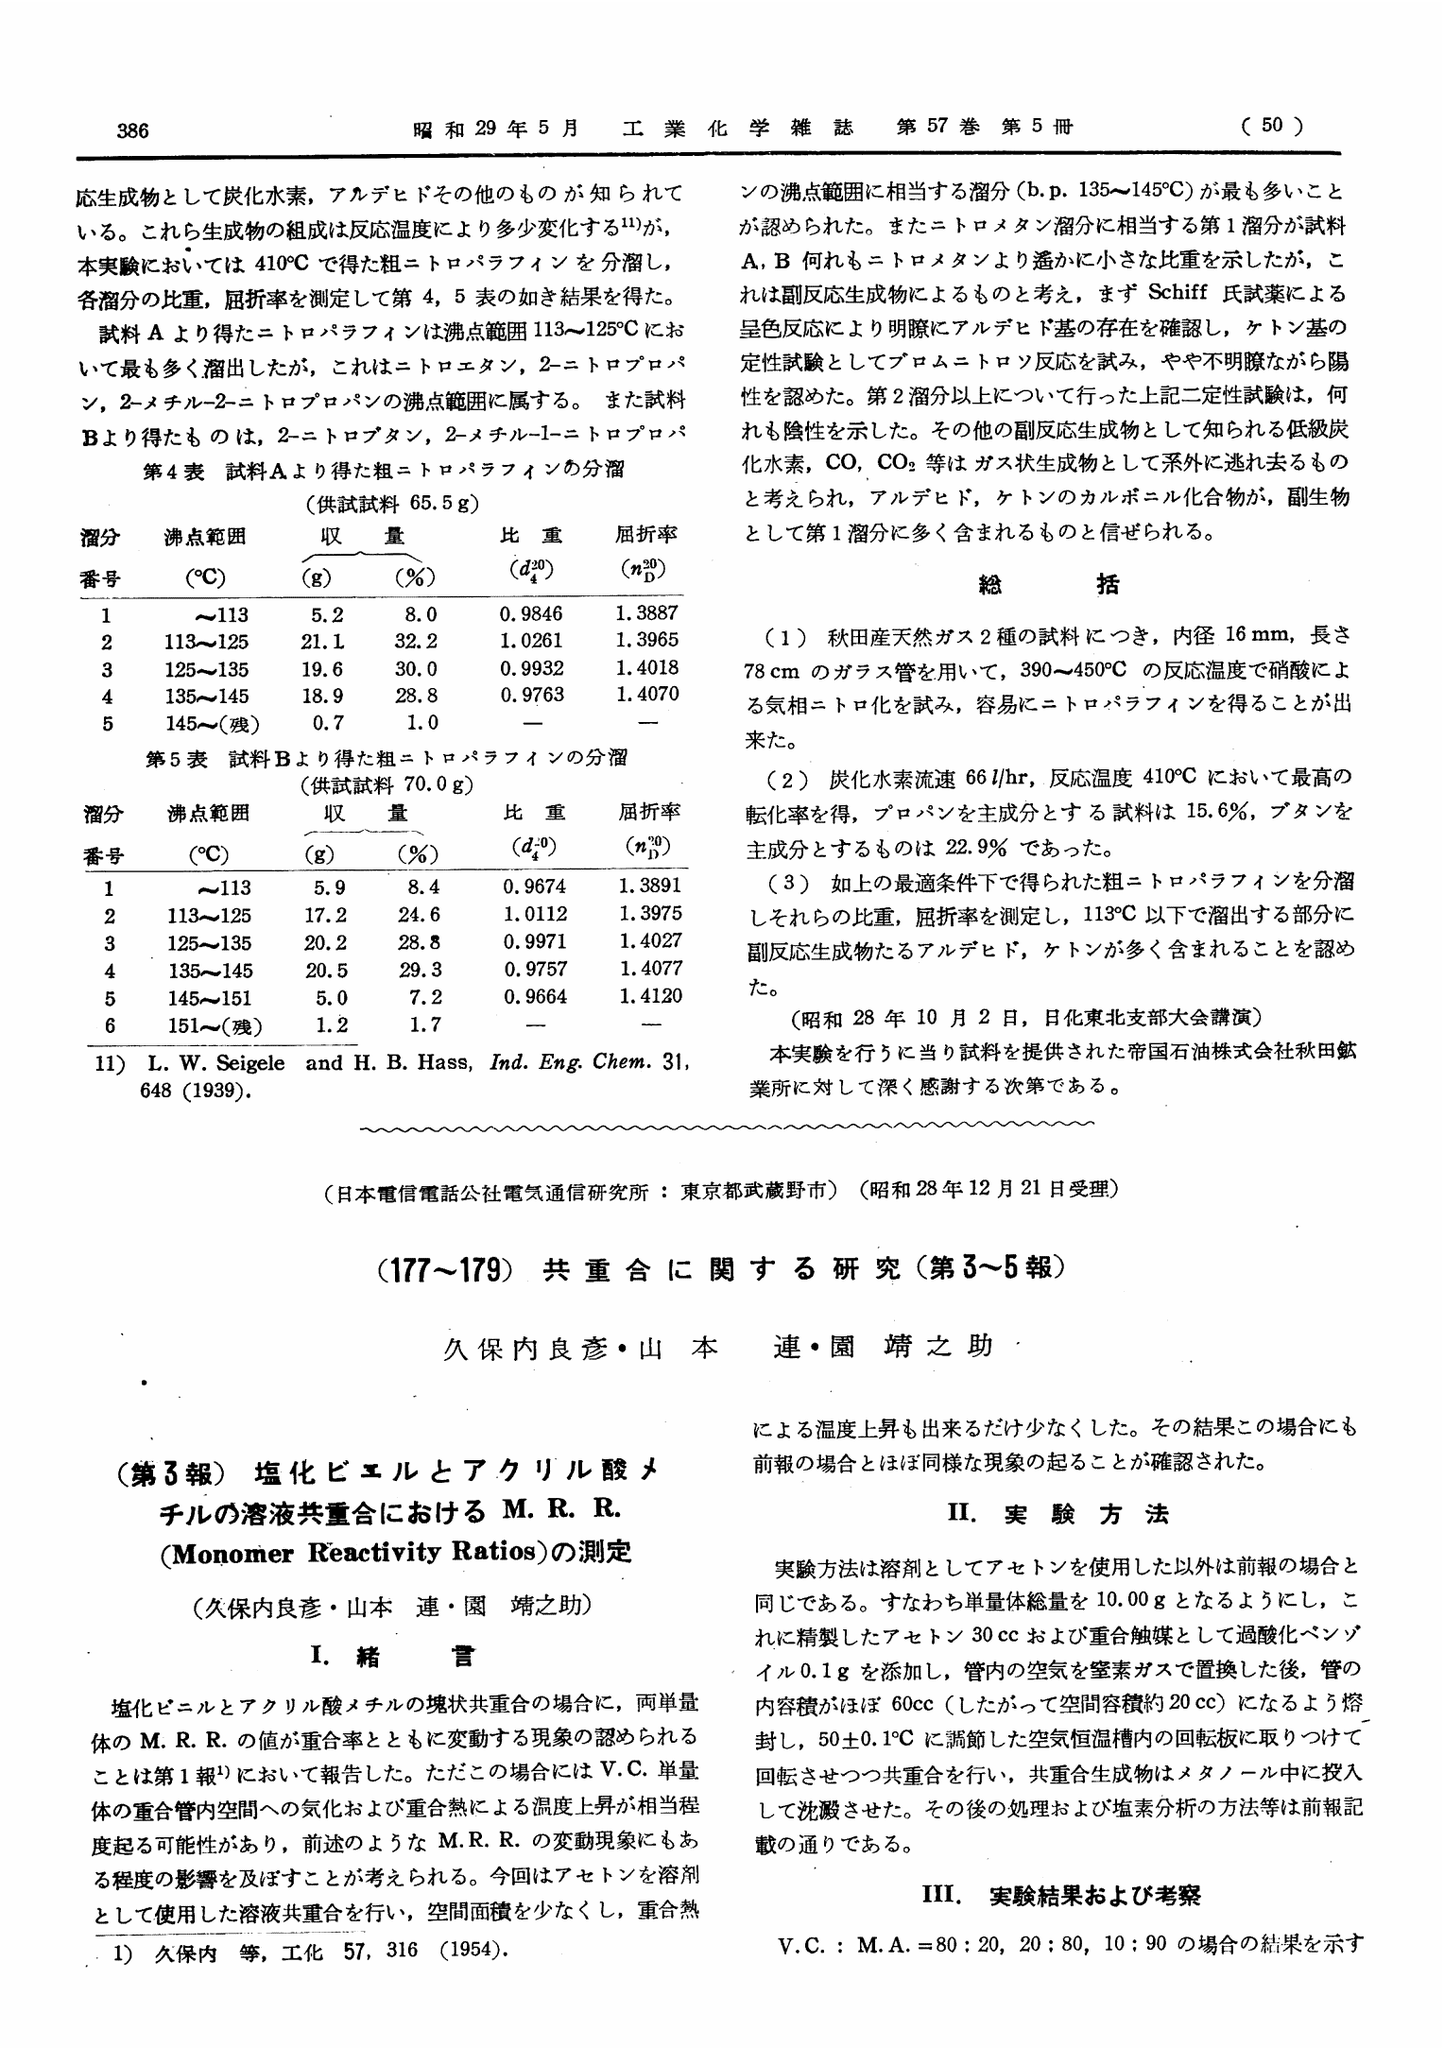 386 昭和29年5月 工業化学雑誌 第57巻 第5冊 (50)
応生成物として炭化水素，アルデヒドその他のものが知られて
いる。これら生成物の組成は反応温度により多少変化する¹¹⁾が，
本実験においては 410°C で得た粗ニトロパラフィンを分溜し，
各溜分の比重，屈折率を測定して第 4，5 表の如き結果を得た。
試料 A より得たニトロパラフィンは沸点範囲 113〜125°C にお
いて最も多く溜出したが，これはニトロエタン，2-ニトロプロパ
ン，2-メチル-2-ニトロプロパンの沸点範囲に属する。また試料
Bより得たものは，2-ニトロブタン，2-メチル-1-ニトロプロパ
第4表 試料Aより得た粗ニトロパラフィンの分溜
(供試試料 65.5g)
溜分 沸点範囲 収 量 比 重 屈折率
番号 (°C) (g) (%) (d₄²⁰) (n_D²⁰)
1 〜113 5.2 8.0 0.9846 1.3887
2 113〜125 21.1 32.2 1.0261 1.3965
3 125〜135 19.6 30.0 0.9932 1.4018
4 135〜145 18.9 28.8 0.9763 1.4070
5 145〜(残) 0.7 1.0 — —
第5表 試料Bより得た粗ニトロパラフィンの分溜
(供試試料 70.0g)
溜分 沸点範囲 収 量 比 重 屈折率
番号 (°C) (g) (%) (d₄²⁰) (n_D²⁰)
1 〜113 5.9 8.4 0.9674 1.3891
2 113〜125 17.2 24.6 1.0112 1.3975
3 125〜135 20.2 28.8 0.9971 1.4027
4 135〜145 20.5 29.3 0.9757 1.4077
5 145〜151 5.0 7.2 0.9664 1.4120
6 151〜(残) 1.2 1.7 — —
11) L. W. Seigele and H. B. Hass, Ind. Eng. Chem. 31,
648 (1939).
ンの沸点範囲に相当する溜分 (b.p. 135〜145°C) が最も多いこと
が認められた。またニトロメタン溜分に相当する第1溜分が試料
A, B 何れもニトロメタンより遙かに小さな比重を示したが，こ
れは副反応生成物によるものと考え，まず Schiff 氏試薬による
呈色反応により明瞭にアルデヒド基の存在を確認し，ケトン基の
定性試験としてブロムニトロソ反応を試み，やや不明瞭ながら陽
性を認めた。第2溜分以上について行った上記二定性試験は，何
れも陰性を示した。その他の副反応生成物として知られる低級炭
化水素，CO，CO₂ 等はガス状生成物として系外に逃れ去るもの
と考えられ，アルデヒド，ケトンのカルボニル化合物が，副生物
として第1溜分に多く含まれるものと信ぜられる。
総 括
(1) 秋田産天然ガス2種の試料につき，内径 16mm，長さ
78cm のガラス管を用いて，390〜450°C の反応温度で硝酸によ
る気相ニトロ化を試み，容易にニトロパラフィンを得ることが出
来た。
(2) 炭化水素流速 66 l/hr，反応温度 410°C において最高の
転化率を得，プロパンを主成分とする試料は 15.6%，ブタンを
主成分とするものは 22.9% であった。
(3) 如上の最適条件下で得られた粗ニトロパラフィンを分溜
しそれらの比重，屈折率を測定し，113°C 以下で溜出する部分に
副反応生成物たるアルデヒド，ケトンが多く含まれることを認め
た。
(昭和 28 年 10 月 2 日，日化東北支部大会講演)
本実験を行うに当り試料を提供された帝国石油株式会社秋田鉱
業所に対して深く感謝する次第である。
(日本電信電話公社電気通信研究所：東京都武蔵野市) (昭和28年12月21日受理)
(177〜179) 共重合に関する研究 (第3〜5報)
久保内良彦・山本 連・園 靖之助
(第3報) 塩化ビエルとアクリル酸メ
チルの溶液共重合における M. R. R.
(Monomer Reactivity Ratios)の測定
(久保内良彦・山本 連・園 靖之助)
I. 緒 言
塩化ビニルとアクリル酸メチルの塊状共重合の場合に，両単量
体の M. R. R. の値が重合率とともに変動する現象の認められる
ことは第1報¹⁾において報告した。ただこの場合には V.C. 単量
体の重合管内空間への気化および重合熱による温度上昇が相当程
度起る可能性があり，前述のような M.R.R. の変動現象にもあ
る程度の影響を及ぼすことが考えられる。今回はアセトンを溶剤
として使用した溶液共重合を行い，空間面積を少なくし，重合熱
1) 久保内 等，工化 57, 316 (1954).
による温度上昇も出来るだけ少なくした。その結果この場合にも
前報の場合とほぼ同様な現象の起ることが確認された。
II. 実験方法
実験方法は溶剤としてアセトンを使用した以外は前報の場合と
同じである。すなわち単量体総量を 10.00g となるようにし，こ
れに精製したアセトン 30cc および重合触媒として過酸化ベンゾ
イル0.1g を添加し，管内の空気を窒素ガスで置換した後，管の
内容積がほぼ 60cc (したがって空間容積約20cc) になるよう熔
封し，50±0.1°C に調節した空気恒温槽内の回転板に取りつけて
回転させつつ共重合を行い，共重合生成物はメタノール中に投入
して沈澱させた。その後の処理および塩素分析の方法等は前報記
載の通りである。
III. 実験結果および考察
V.C. : M.A. =80 : 20, 20 : 80, 10 : 90 の場合の結果を示す